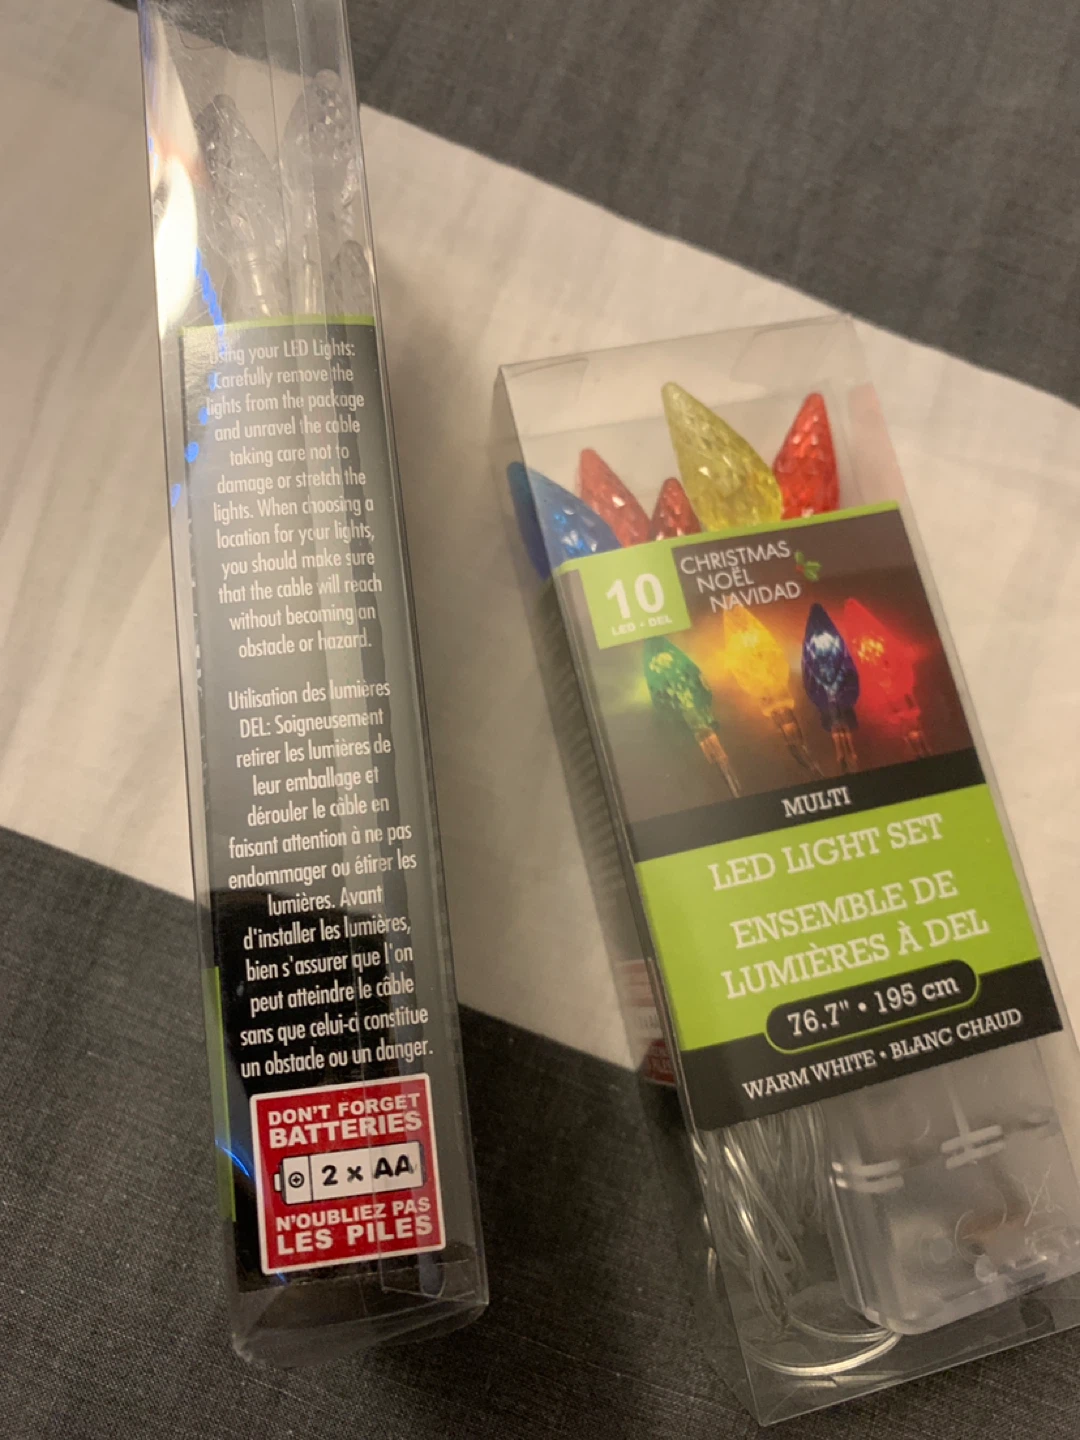 Using your LED Lights:
Carefully remove the
lights from the package
and unravel the cable
taking care not to
damage or stretch the
lights. When choosing a
location for your lights,
you should make sure
that the cable will reach
without becoming an
obstacle or hazard.
Utilisation des lumières
DEL: Soigneusement
retirer les lumières de
leur emballage et
dérouler le câble en
faisant attention à ne pas
endommager ou étirer les
lumières. Avant
d'installer les lumières,
bien s'assurer que l'on
peut atteindre le câble
sans que celui-ci constitue
un obstacle ou un danger.
DON'T FORGET
BATTERIES
2 x AA
N'OUBLIEZ PAS
LES PILES
10
LED • DEL
CHRISTMAS
NOËL
NAVIDAD
MULTI
LED LIGHT SET
ENSEMBLE DE
LUMIÈRES À DEL
76.7" • 195 cm
WARM WHITE • BLANC CHAUD